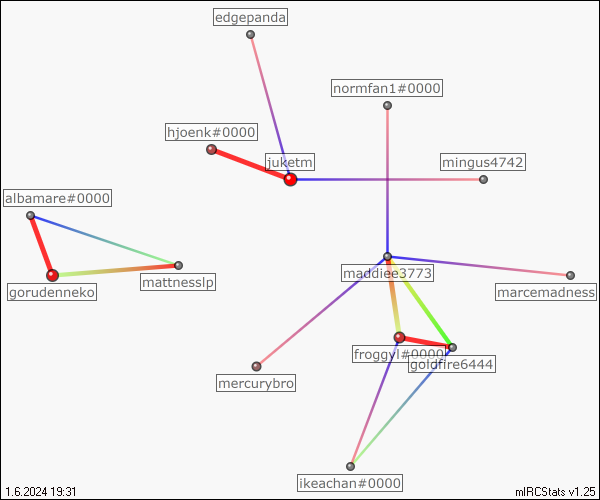 edgepanda
normfan1#0000
hjoenk#0000
juketm
mingus4742
albamare#0000
maddiee3773
mattnesslp
gorudenneko
marcemadness
froggyl#0000
goldfire6444
mercurybro
ikeachan#0000
1.6.2024 19:31
mIRCStats v1.25